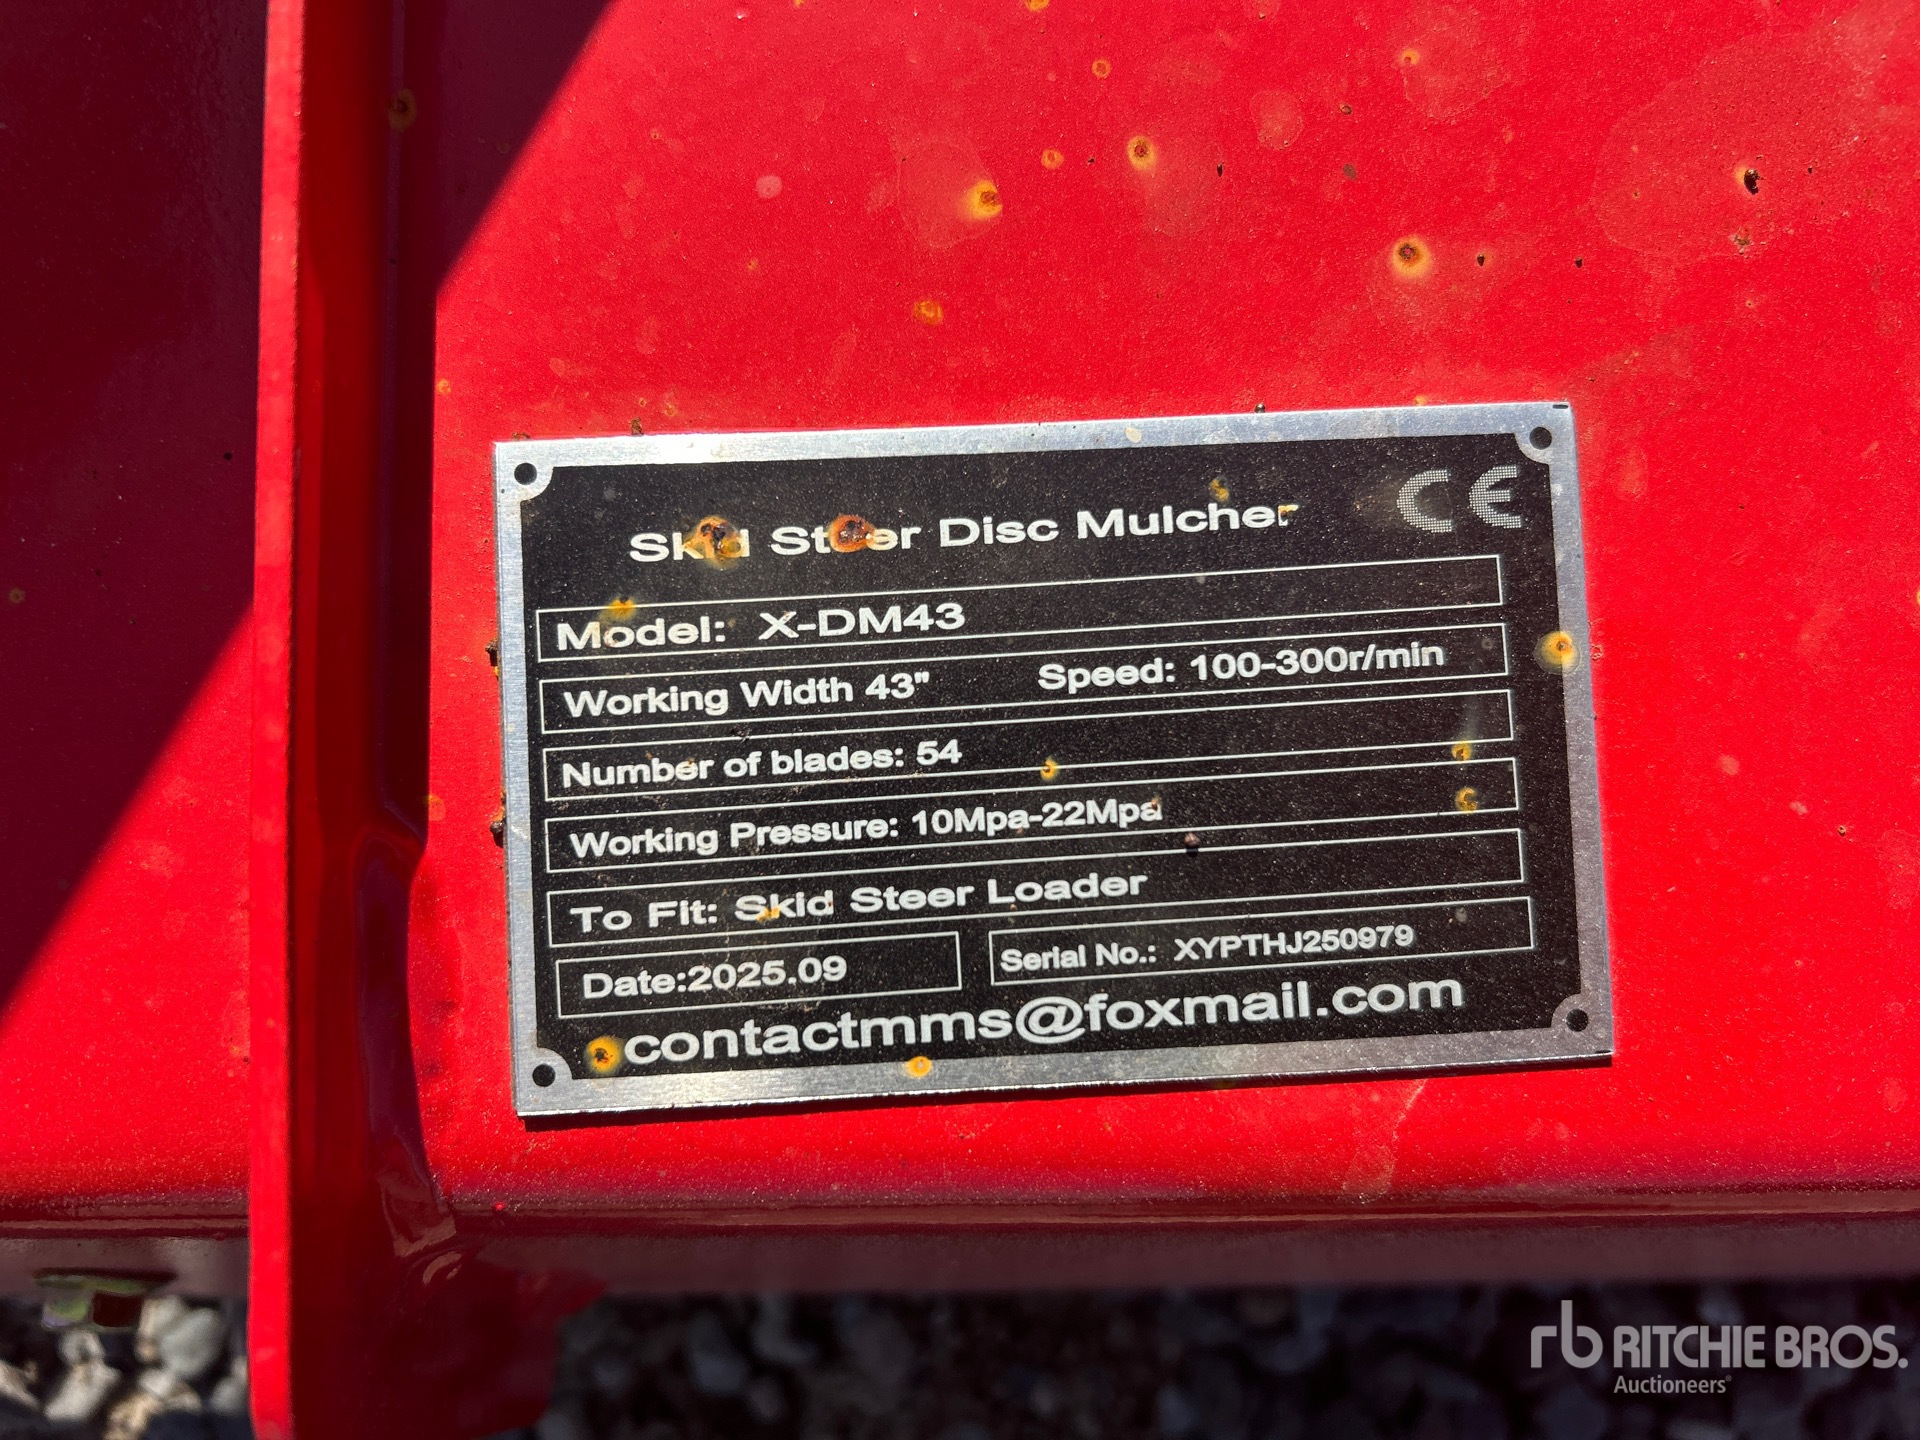 CE
Skid Steer Disc Mulcher
Model: X-DM43
Working Width 43" Speed: 100-300r/min
Number of blades: 54
Working Pressure: 10Mpa-22Mpa
To Fit: Skid Steer Loader
Date:2025.09 Serial No.: XYPTHJ250979
contactmms@foxmail.com
rb RITCHIE BROS.
Auctioneers